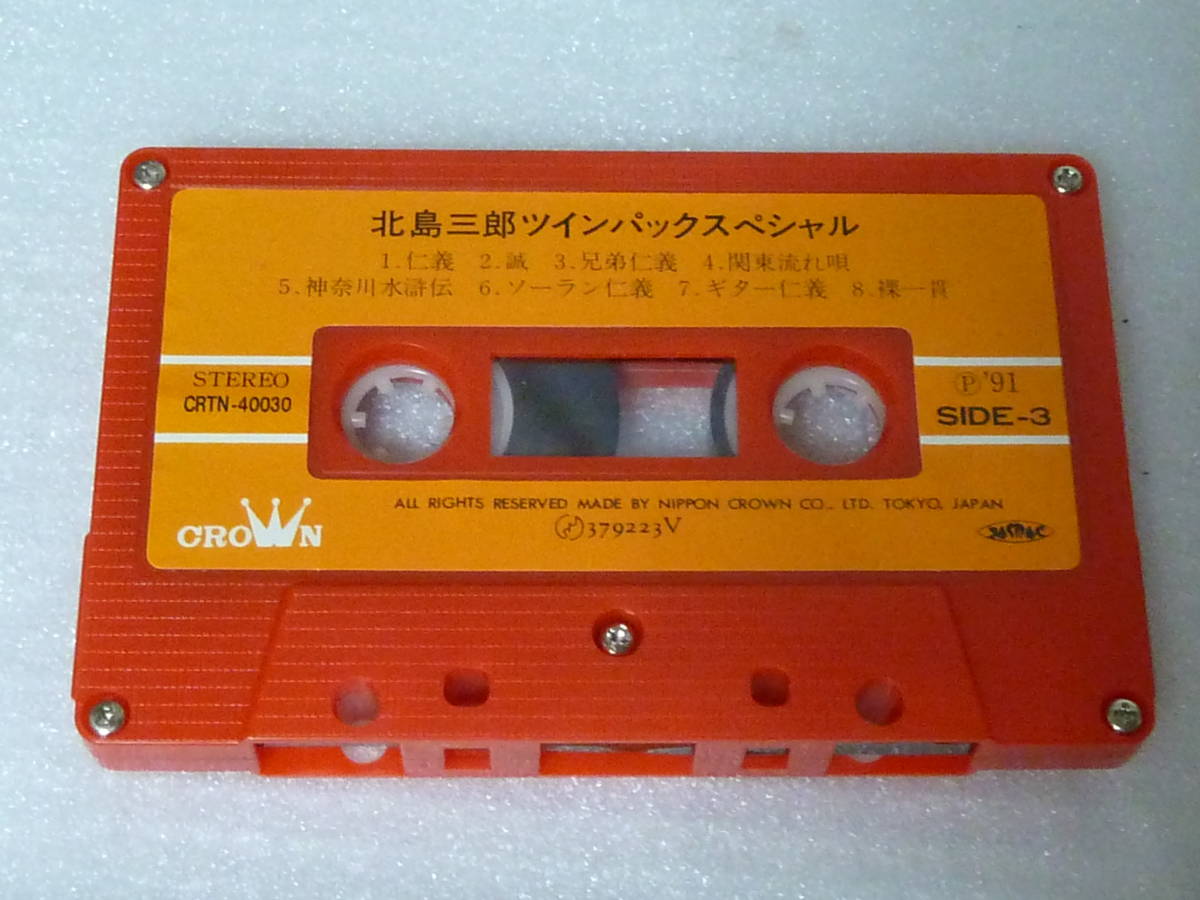 北島三郎ツインパックスペシャル
1.仁義 2.誠 3.兄弟仁義 4.関東流れ唄
5.神奈川水滸伝 6.ソーラン仁義 7.ギター仁義 8.裸一貫
STEREO
CRTN-40030
Ⓟ'91
SIDE-3
ALL RIGHTS RESERVED MADE BY NIPPON CROWN CO., LTD. TOKYO, JAPAN
379223V
CROWN
JASRAC